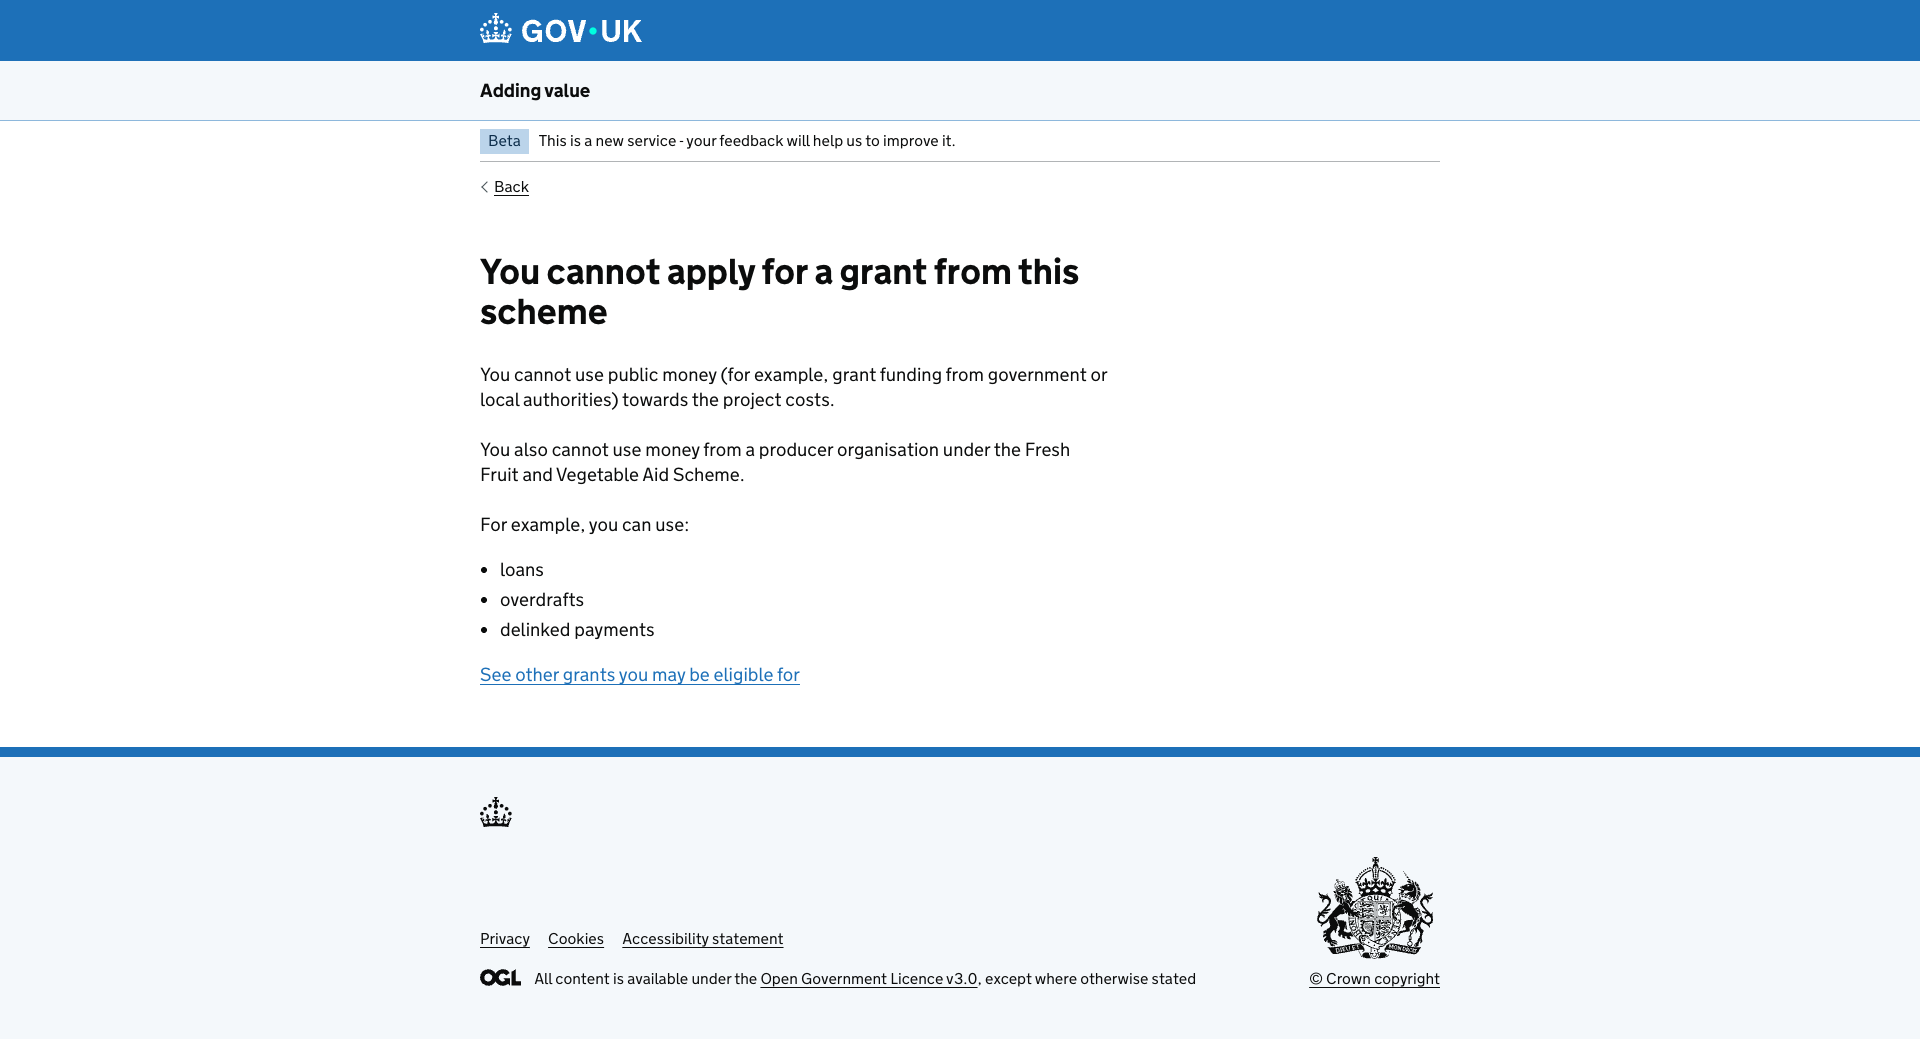 GOV·UK
Adding value
Beta This is a new service - your feedback will help us to improve it.
Back
You cannot apply for a grant from this
scheme
You cannot use public money (for example, grant funding from government or
local authorities) towards the project costs.
You also cannot use money from a producer organisation under the Fresh
Fruit and Vegetable Aid Scheme.
For example, you can use:
• loans
• overdrafts
• delinked payments
See other grants you may be eligible for
Privacy Cookies Accessibility statement
OGL All content is available under the Open Government Licence v3.0, except where otherwise stated
© Crown copyright